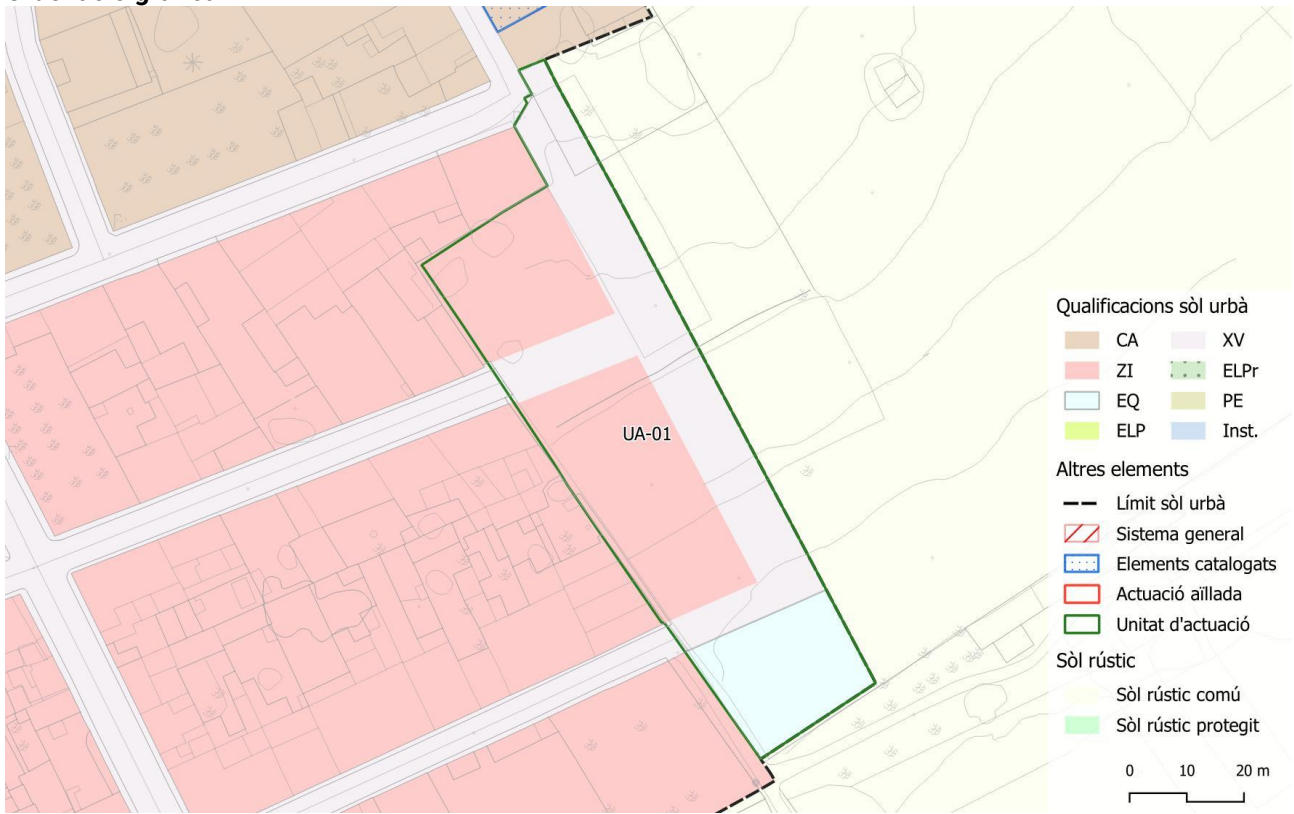 UA-01
Qualificacions sòl urbà
CA XV
ZI ELPr
EQ PE
ELP Inst.
Altres elements
Límit sòl urbà
Sistema general
Elements catalogats
Actuació aïllada
Unitat d'actuació
Sòl rústic
Sòl rústic comú
Sòl rústic protegit
0 10 20 m